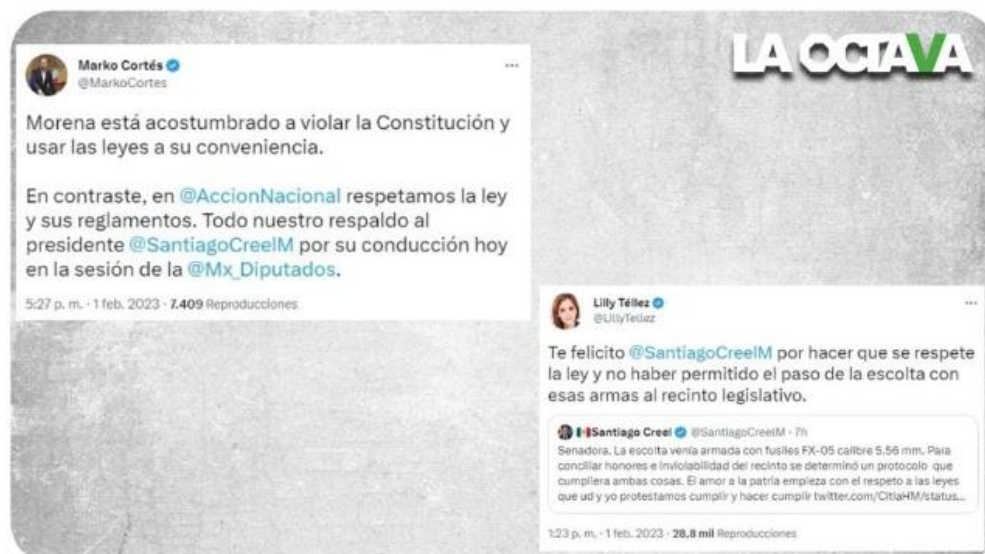 LA OCTAVA
Marko Cortés
@MarkoCortes
Morena está acostumbrado a violar la Constitución y
usar las leyes a su conveniencia.
En contraste, en @AccionNacional respetamos la ley
y sus reglamentos. Todo nuestro respaldo al
presidente @SantiagoCreelM por su conducción hoy
en la sesión de la @Mx_Diputados.
5:27 p. m. · 1 feb. 2023 · 7.409 Reproducciones
Lilly Téllez
@LillyTellez
Te felicito @SantiagoCreelM por hacer que se respete
la ley y no haber permitido el paso de la escolta con
esas armas al recinto legislativo.
Santiago Creel @SantiagoCreelM · 7h
Senadora. La escolta venía armada con fusiles FX-05 calibre 5.56 mm. Para
conciliar honores e inviolabilidad del recinto se determinó un protocolo que
cumpliera ambas cosas. El amor a la patria empieza con el respeto a las leyes
que ud y yo protestamos cumplir y hacer cumplir twitter.com/CitlaHM/status...
1:23 p. m. · 1 feb. 2023 · 28,8 mil Reproducciones